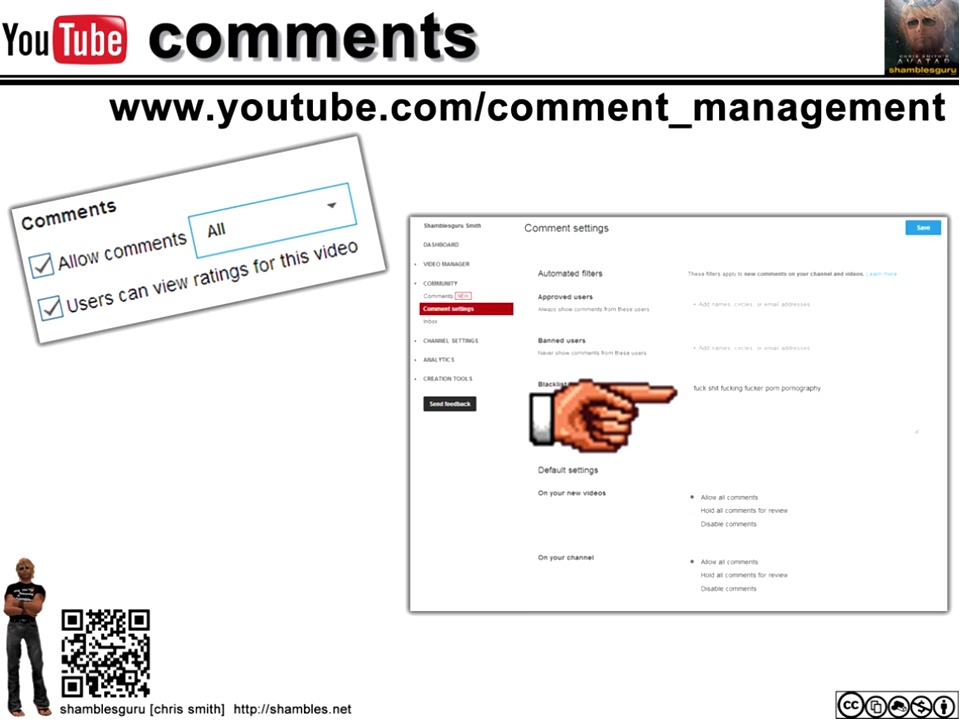 YouTube comments
CHRIS SMITH'S
AVATAR
shamblesguru
www.youtube.com/comment_management
Comments
Allow comments All
Users can view ratings for this video
Shamblesguru Smith
DASHBOARD
VIDEO MANAGER
COMMUNITY
Comments NEW
Comment settings
Inbox
CHANNEL SETTINGS
ANALYTICS
CREATION TOOLS
Send feedback
Comment settings
Save
Automated filters
These filters apply to new comments on your channel and videos. Learn more
Approved users
Always show comments from these users
+ Add names, circles, or email addresses
Banned users
Never show comments from these users
+ Add names, circles, or email addresses
Blacklist
fuck shit fucking fucker porn pornography
Default settings
On your new videos
Allow all comments
Hold all comments for review
Disable comments
On your channel
Allow all comments
Hold all comments for review
Disable comments
shamblesguru [chris smith] http://shambles.net
cc